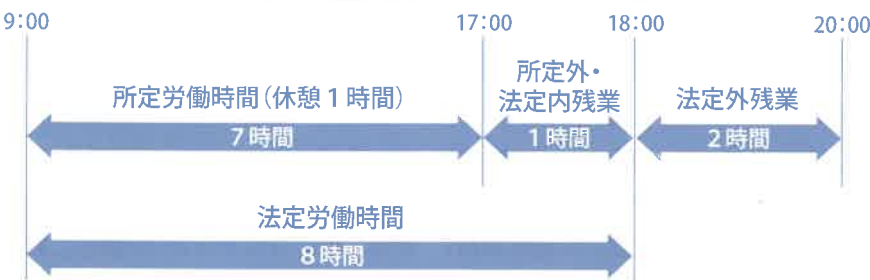 9:00
17:00
18:00
20:00
所定労働時間(休憩1時間)
所定外・
法定内残業
法定外残業
7時間
1時間
2時間
法定労働時間
8時間